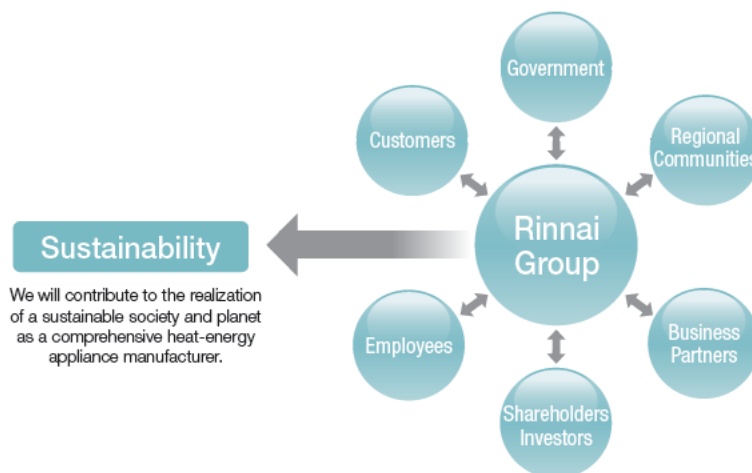 Government
Customers
Regional
Communities
Rinnai
Group
Sustainability
We will contribute to the realization
of a sustainable society and planet
as a comprehensive heat-energy
appliance manufacturer.
Employees
Business
Partners
Shareholders
Investors